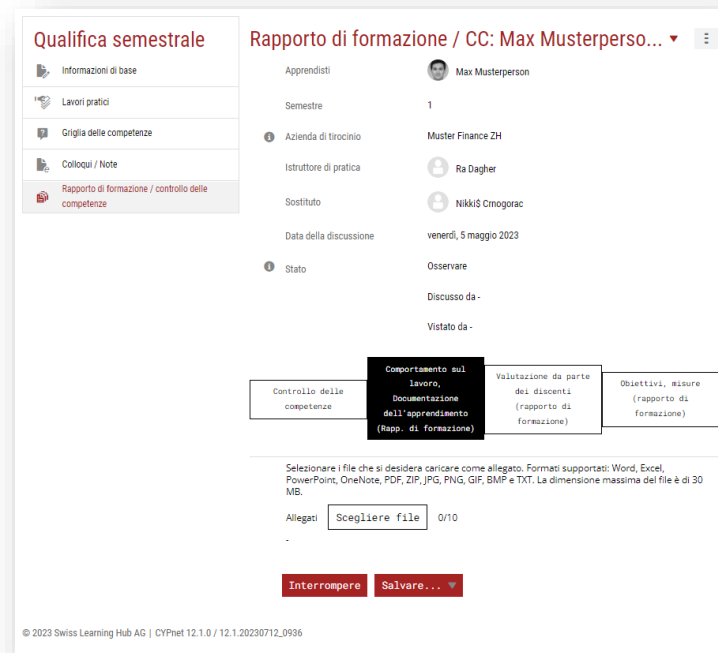 Qualifica semestrale
Informazioni di base
Lavori pratici
Griglia delle competenze
Colloqui / Note
Rapporto di formazione / controllo delle
competenze
Rapporto di formazione / CC: Max Musterperso...
Apprendisti
Max Musterperson
Semestre
1
Azienda di tirocinio
Muster Finance ZH
Istruttore di pratica
Ra Dagher
Sostituto
Nikki$ Crnogorac
Data della discussione
venerdì, 5 maggio 2023
Stato
Osservare
Discusso da -
Vistato da -
Controllo delle
competenze
Comportamento sul
lavoro,
Documentazione
dell'apprendimento
(Rapp. di formazione)
Valutazione da parte
dei discenti
(rapporto di
formazione)
Obiettivi, misure
(rapporto di
formazione)
Selezionare i file che si desidera caricare come allegato. Formati supportati: Word, Excel,
PowerPoint, OneNote, PDF, ZIP, JPG, PNG, GIF, BMP e TXT. La dimensione massima del file è di 30
MB.
Allegati
Scegliere file
0/10
-
Interrompere
Salvare...
© 2023 Swiss Learning Hub AG | CYPnet 12.1.0 / 12.1.20230712_0936